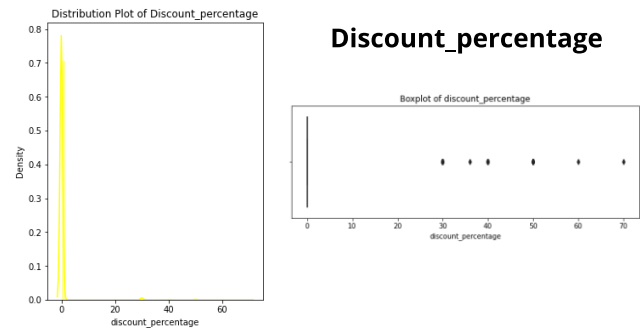 Distribution Plot of Discount_percentage
0.8
0.7
0.6
0.5
0.4
0.3
0.2
0.1
0.0
Density
0 20 40 60
discount_percentage
Discount_percentage
Boxplot of discount_percentage
0 10 20 30 40 50 60 70
discount_percentage